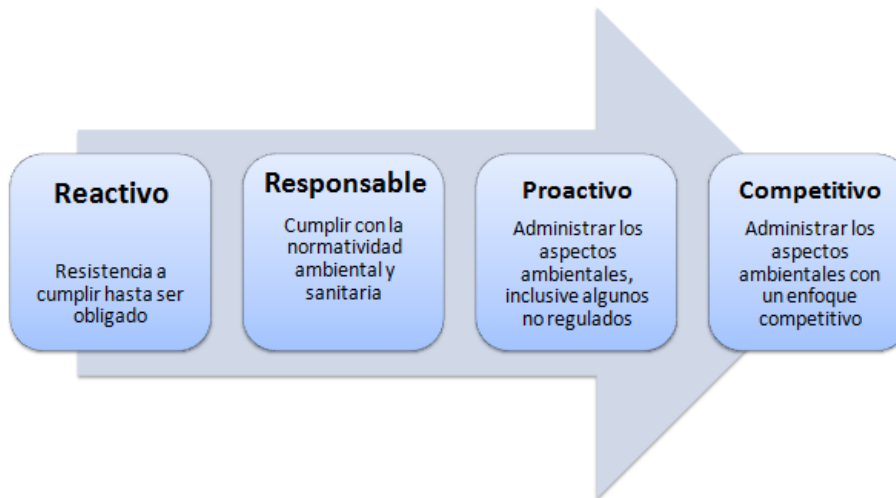 Reactivo
Resistencia a
cumplir hasta ser
obligado
Responsable
Cumplir con la
normatividad
ambiental y
sanitaria
Proactivo
Administrar los
aspectos
ambientales,
inclusive algunos
no regulados
Competitivo
Administrar los
aspectos
ambientales con
un enfoque
competitivo